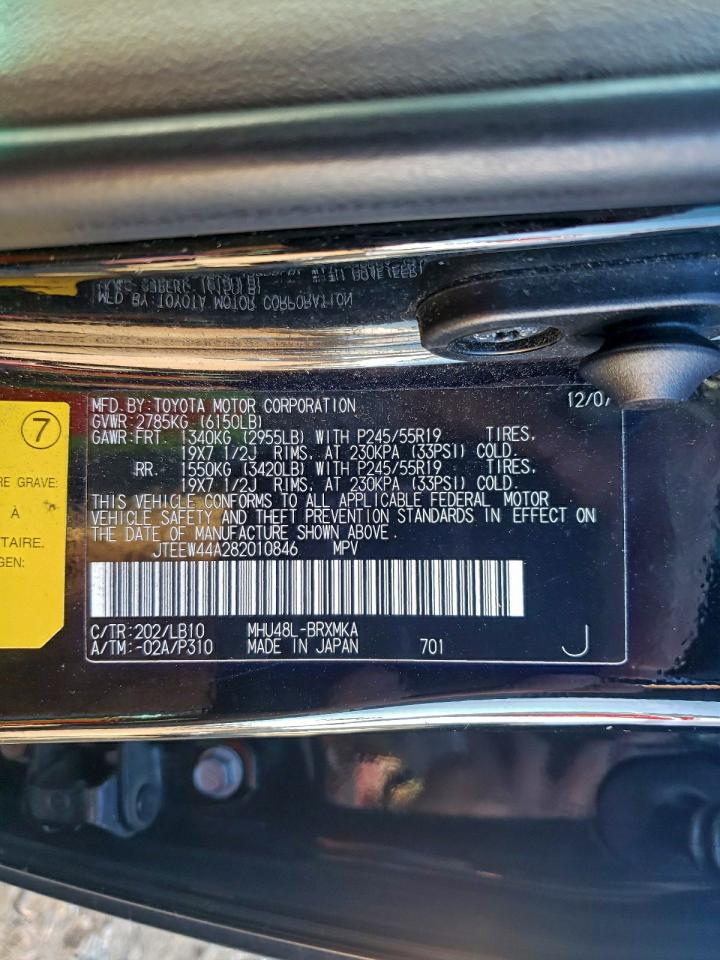 MFD.BY:TOYOTA MOTOR CORPORATION 12/07
GVWR:2785KG (6150LB)
GAWR:FRT. 1340KG (2955LB) WITH P245/55R19 TIRES,
19X7 1/2J RIMS, AT 230KPA (33PSI) COLD.
RR. 1550KG (3420LB) WITH P245/55R19 TIRES,
19X7 1/2J RIMS, AT 230KPA (33PSI) COLD.
THIS VEHICLE CONFORMS TO ALL APPLICABLE FEDERAL MOTOR
VEHICLE SAFETY AND THEFT PREVENTION STANDARDS IN EFFECT ON
THE DATE OF MANUFACTURE SHOWN ABOVE.
JTEEW44A282010846 MPV
C/TR:202/LB10 MHU48L-BRXMKA
A/TM:-02A/P310 MADE IN JAPAN 701 J
7
RE GRAVE:
À
TAIRE.
GEN: